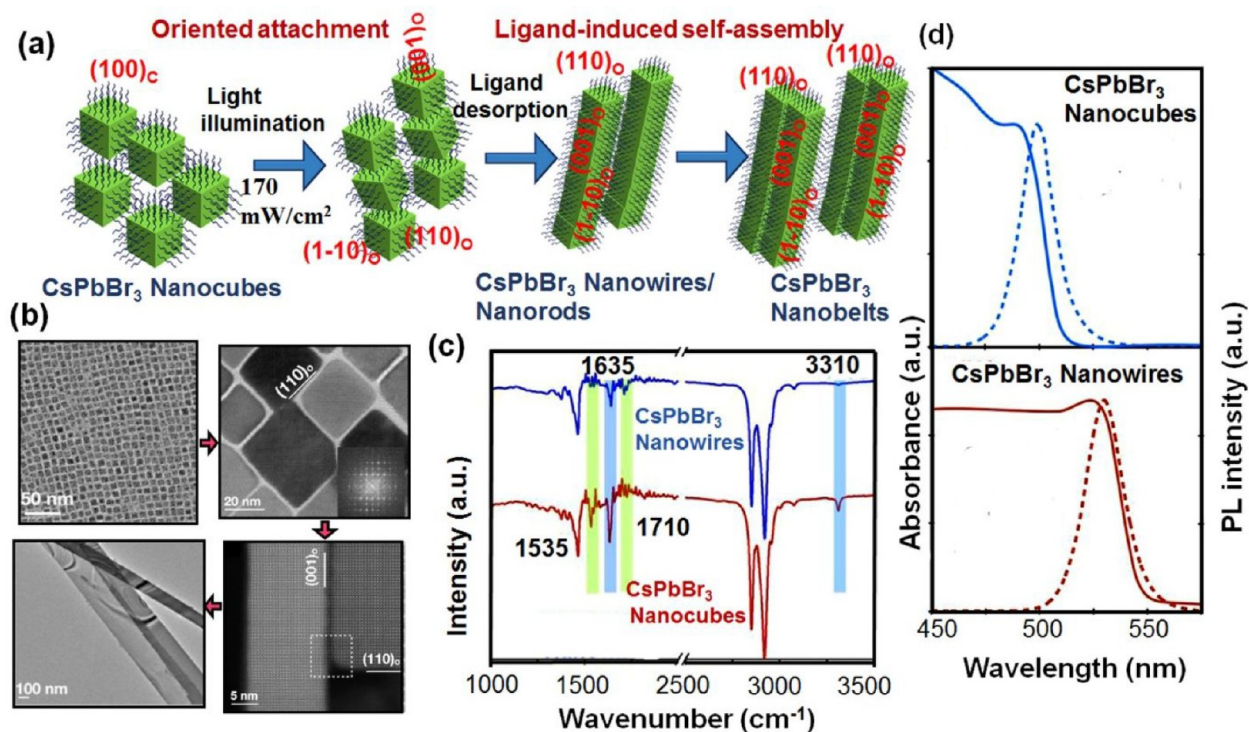 (a)
Oriented attachment
Ligand-induced self-assembly
(100)C
Light
illumination
170
mW/cm²
(001)O
(1-10)O
(110)O
Ligand
desorption
(110)O
(001)O
(1-10)O
(110)O
(110)O
(001)O
(001)O
(1-10)O
(1-10)O
CsPbBr₃ Nanocubes
CsPbBr₃ Nanowires/
Nanorods
CsPbBr₃
Nanobelts
(b)
50 nm
(110)O
20 nm
100 nm
(001)O
(110)O
5 nm
(c)
1635
3310
CsPbBr₃
Nanowires
1535
1710
CsPbBr₃
Nanocubes
Intensity (a.u.)
1000
1500
2500
3000
3500
Wavenumber (cm⁻¹)
(d)
CsPbBr₃
Nanocubes
CsPbBr₃ Nanowires
Absorbance (a.u.)
PL intensity (a.u.)
450
500
550
Wavelength (nm)